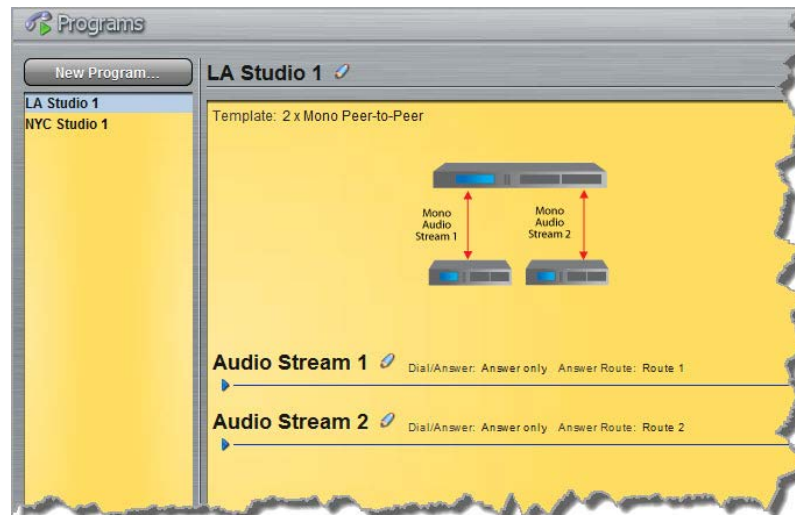 Programs
New Program...
LA Studio 1
NYC Studio 1
LA Studio 1
Template: 2 x Mono Peer-to-Peer
Mono
Audio
Stream 1
Mono
Audio
Stream 2
Audio Stream 1 Dial/Answer: Answer only Answer Route: Route 1
Audio Stream 2 Dial/Answer: Answer only Answer Route: Route 2